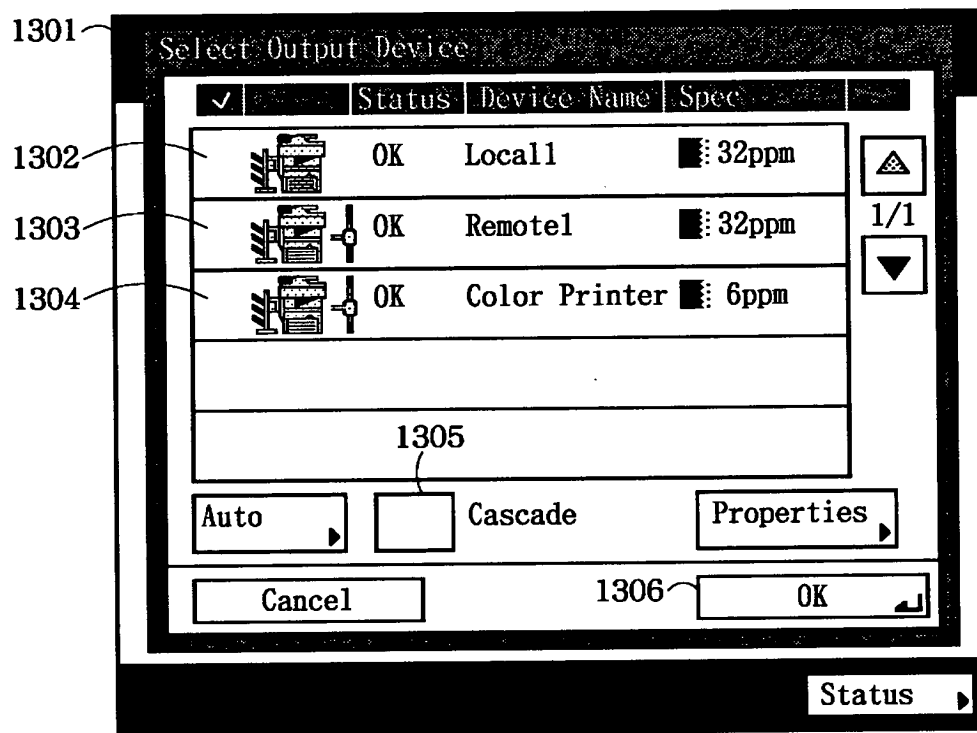 1301
Select Output Device
Status Device Name Spec
1302 OK Local1 32ppm
1303 OK Remote1 32ppm
1/1
1304 OK Color Printer 6ppm
1305
Auto Cascade Properties
Cancel 1306 OK
Status